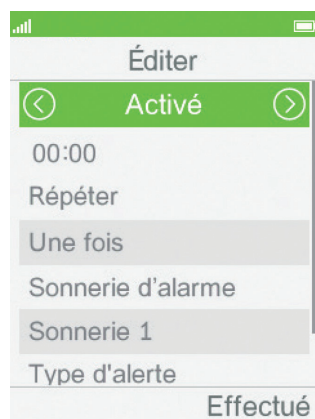 Éditer
Activé
00:00
Répéter
Une fois
Sonnerie d'alarme
Sonnerie 1
Type d'alerte
Effectué